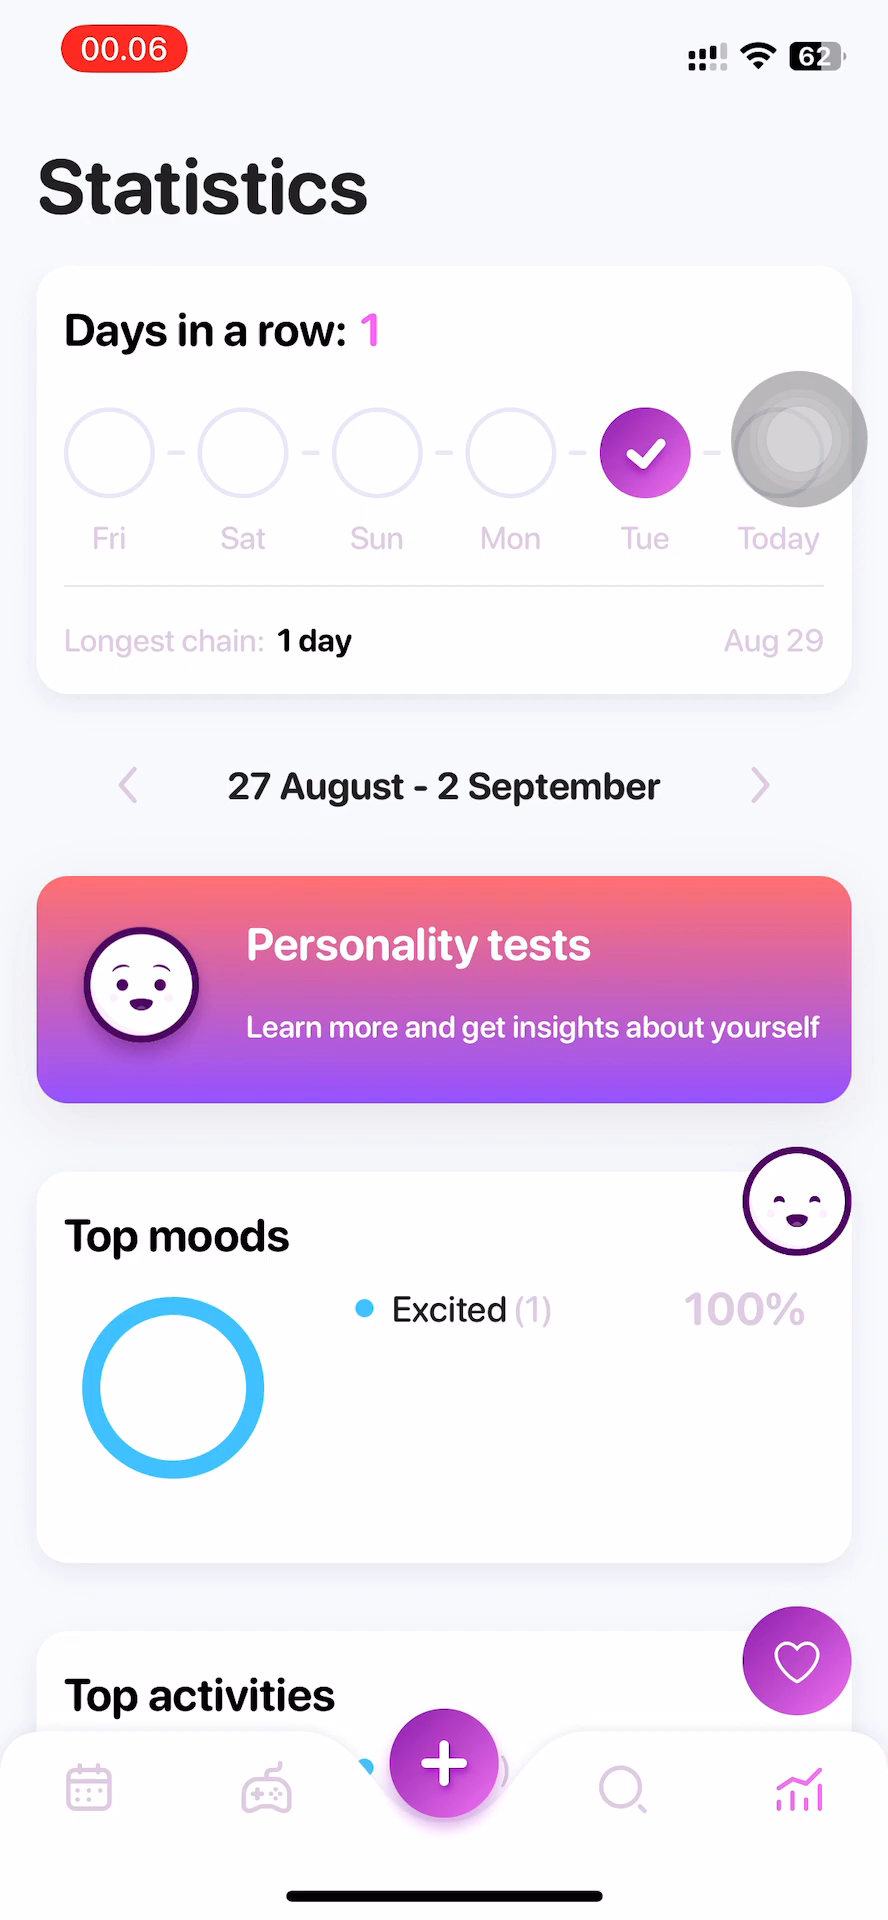 00.06
62
Statistics
Days in a row: 1
Fri Sat Sun Mon Tue Today
Longest chain: 1 day Aug 29
27 August - 2 September
Personality tests
Learn more and get insights about yourself
Top moods
Excited (1) 100%
Top activities
)